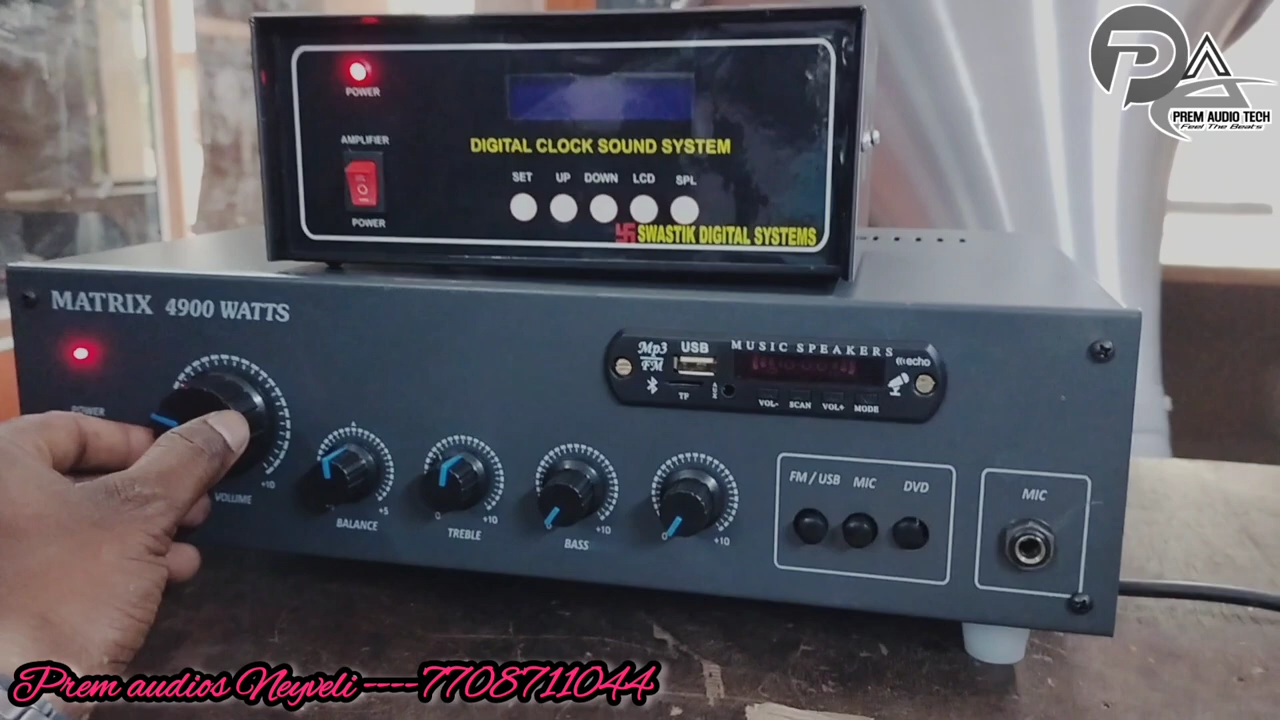 PREM AUDIO TECH
Feel The Beats
POWER
AMPLIFIER
POWER
DIGITAL CLOCK SOUND SYSTEM
SET UP DOWN LCD SPL
SWASTIK DIGITAL SYSTEMS
MATRIX 4900 WATTS
POWER
VOLUME
+10
BALANCE
+5
TREBLE
0 +10
BASS
0 +10
0 +10
Mp3
FM
USB
MUSIC SPEAKERS
echo
TF
VOL- SCAN VOL+ MODE
FM / USB MIC DVD
MIC
Prem audios Neyveli ----7708711044